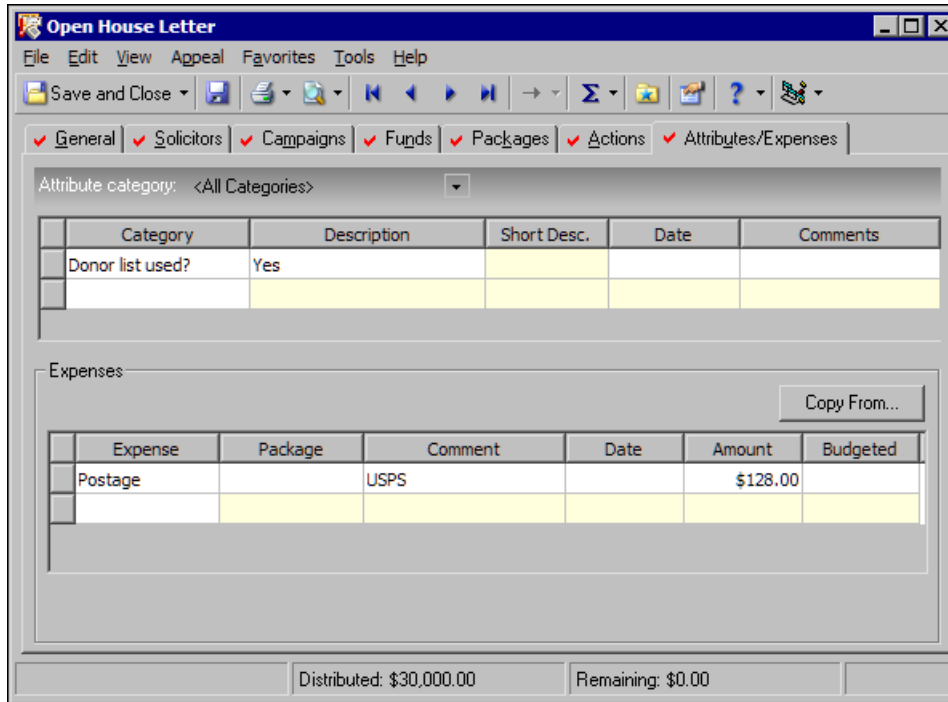 Open House Letter
File Edit View Appeal Favorites Tools Help
Save and Close
General Solicitors Campaigns Funds Packages Actions Attributes/Expenses
Attribute category: <All Categories>
Category Description Short Desc. Date Comments
Donor list used? Yes
Expenses
Copy From...
Expense Package Comment Date Amount Budgeted
Postage USPS $128.00
Distributed: $30,000.00 Remaining: $0.00